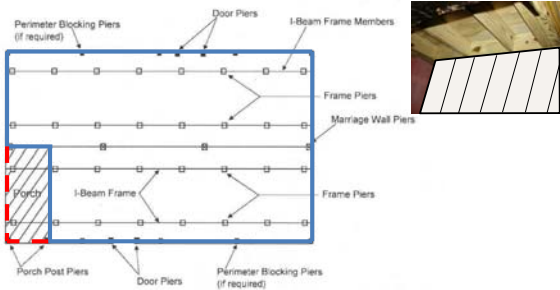 Door Piers
Perimeter Blocking Piers
(if required)
I-Beam Frame Members
Frame Piers
Marriage Wall Piers
Porch
I-Beam Frame
Frame Piers
Porch Post Piers
Door Piers
Perimeter Blocking Piers
(if required)